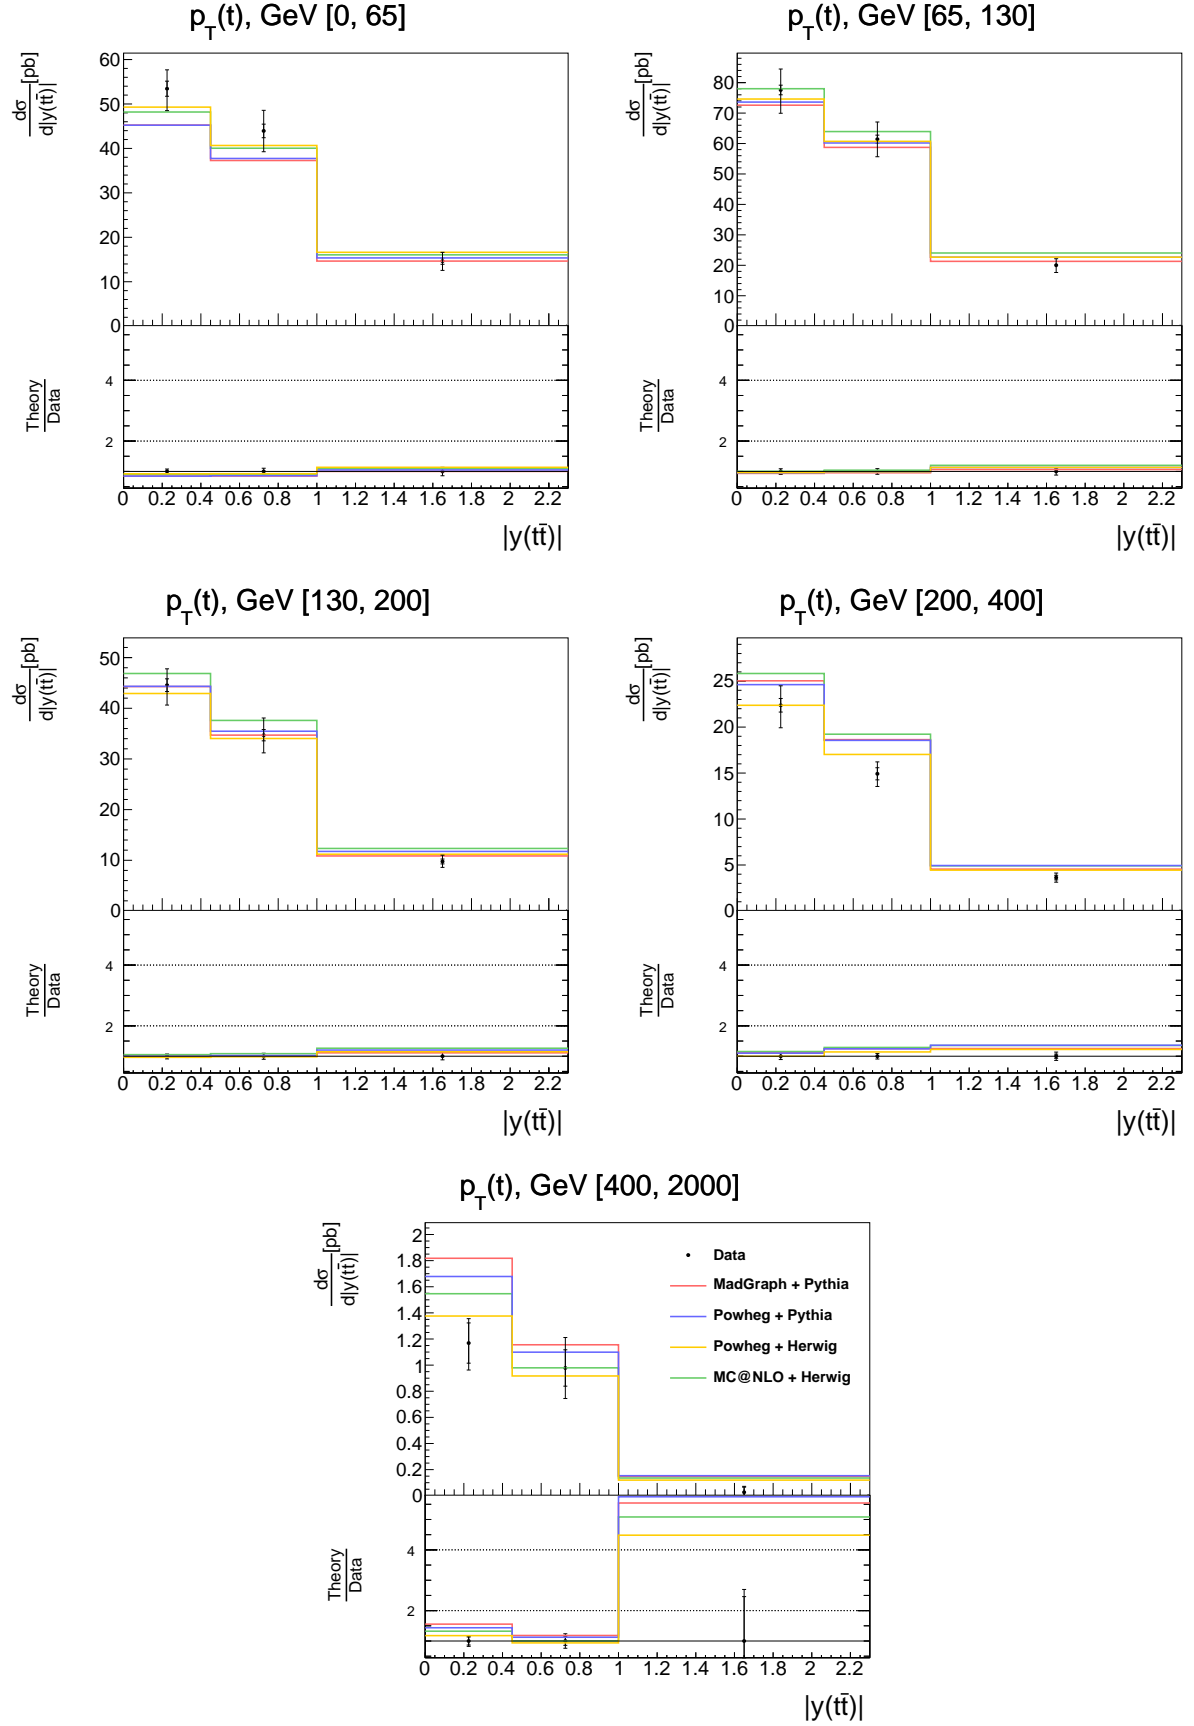 p_T(t), GeV [0, 65]
dσ/d|y(tt̄)| [pb]
60
50
40
30
20
10
0
Theory/Data
4
2
0 0.2 0.4 0.6 0.8 1 1.2 1.4 1.6 1.8 2 2.2
|y(tt̄)|
p_T(t), GeV [65, 130]
dσ/d|y(tt̄)| [pb]
80
70
60
50
40
30
20
10
0
Theory/Data
4
2
0 0.2 0.4 0.6 0.8 1 1.2 1.4 1.6 1.8 2 2.2
|y(tt̄)|
p_T(t), GeV [130, 200]
dσ/d|y(tt̄)| [pb]
50
40
30
20
10
0
Theory/Data
4
2
0 0.2 0.4 0.6 0.8 1 1.2 1.4 1.6 1.8 2 2.2
|y(tt̄)|
p_T(t), GeV [200, 400]
dσ/d|y(tt̄)| [pb]
25
20
15
10
5
0
Theory/Data
4
2
0 0.2 0.4 0.6 0.8 1 1.2 1.4 1.6 1.8 2 2.2
|y(tt̄)|
p_T(t), GeV [400, 2000]
dσ/d|y(tt̄)| [pb]
2
1.8
1.6
1.4
1.2
1
0.8
0.6
0.4
0.2
0
Data
MadGraph + Pythia
Powheg + Pythia
Powheg + Herwig
MC@NLO + Herwig
Theory/Data
4
2
0 0.2 0.4 0.6 0.8 1 1.2 1.4 1.6 1.8 2 2.2
|y(tt̄)|